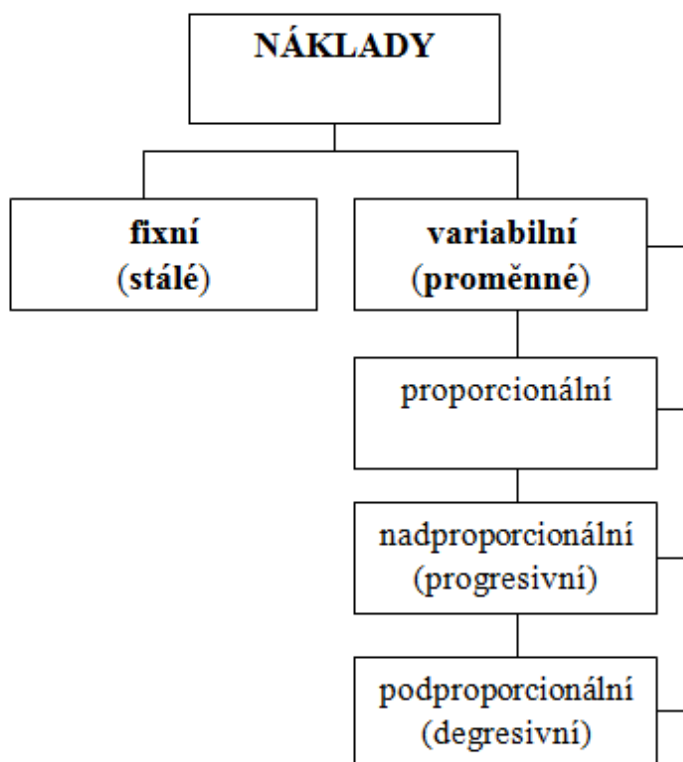 NÁKLADY
fixní
(stálé)
variabilní
(proměnné)
proporcionální
nadproporcionální
(progresivní)
podproporcionální
(degresivní)